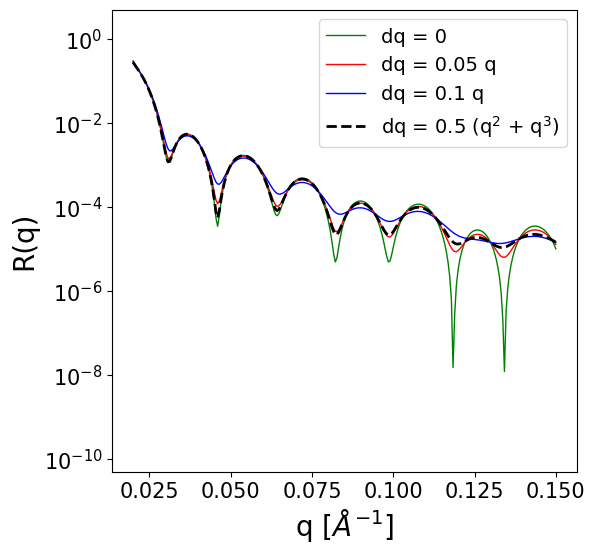 dq = 0
dq = 0.05 q
dq = 0.1 q
dq = 0.5 (q² + q³)
R(q)
10⁰
10⁻²
10⁻⁴
10⁻⁶
10⁻⁸
10⁻¹⁰
0.025 0.050 0.075 0.100 0.125 0.150
q [Å⁻¹]